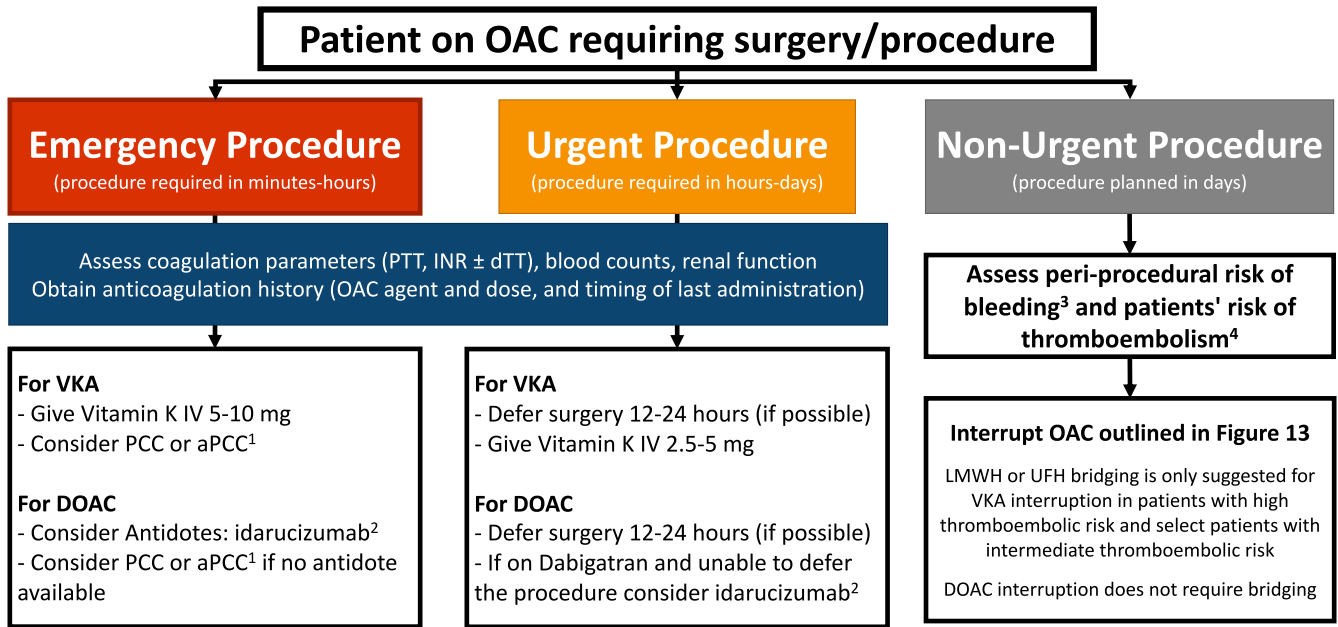 Patient on OAC requiring surgery/procedure
Emergency Procedure
(procedure required in minutes-hours)
Urgent Procedure
(procedure required in hours-days)
Non-Urgent Procedure
(procedure planned in days)
Assess coagulation parameters (PTT, INR ± dTT), blood counts, renal function
Obtain anticoagulation history (OAC agent and dose, and timing of last administration)
For VKA
- Give Vitamin K IV 5-10 mg
- Consider PCC or aPCC¹
For DOAC
- Consider Antidotes: idarucizumab²
- Consider PCC or aPCC¹ if no antidote
available
For VKA
- Defer surgery 12-24 hours (if possible)
- Give Vitamin K IV 2.5-5 mg
For DOAC
- Defer surgery 12-24 hours (if possible)
- If on Dabigatran and unable to defer
the procedure consider idarucizumab²
Assess peri-procedural risk of
bleeding³ and patients' risk of
thromboembolism⁴
Interrupt OAC outlined in Figure 13
LMWH or UFH bridging is only suggested for
VKA interruption in patients with high
thromboembolic risk and select patients with
intermediate thromboembolic risk
DOAC interruption does not require bridging